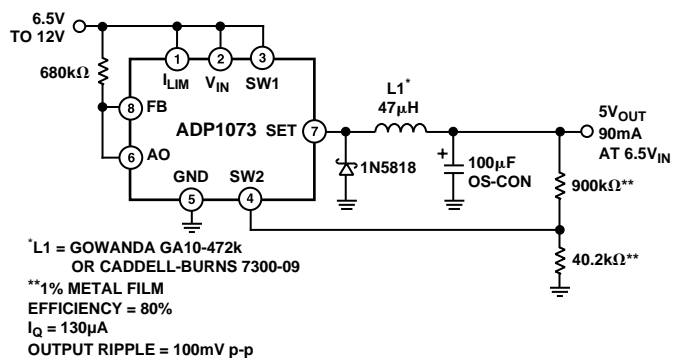 6.5V
TO 12V
680kΩ
1
2
3
I_LIM
V_IN
SW1
8
FB
ADP1073
SET
7
6
AO
GND
SW2
5
4
L1*
47μH
1N5818
+
100μF
OS-CON
5V_OUT
90mA
AT 6.5V_IN
900kΩ**
40.2kΩ**
*L1 = GOWANDA GA10-472k
OR CADDELL-BURNS 7300-09
**1% METAL FILM
EFFICIENCY = 80%
I_Q = 130μA
OUTPUT RIPPLE = 100mV p-p